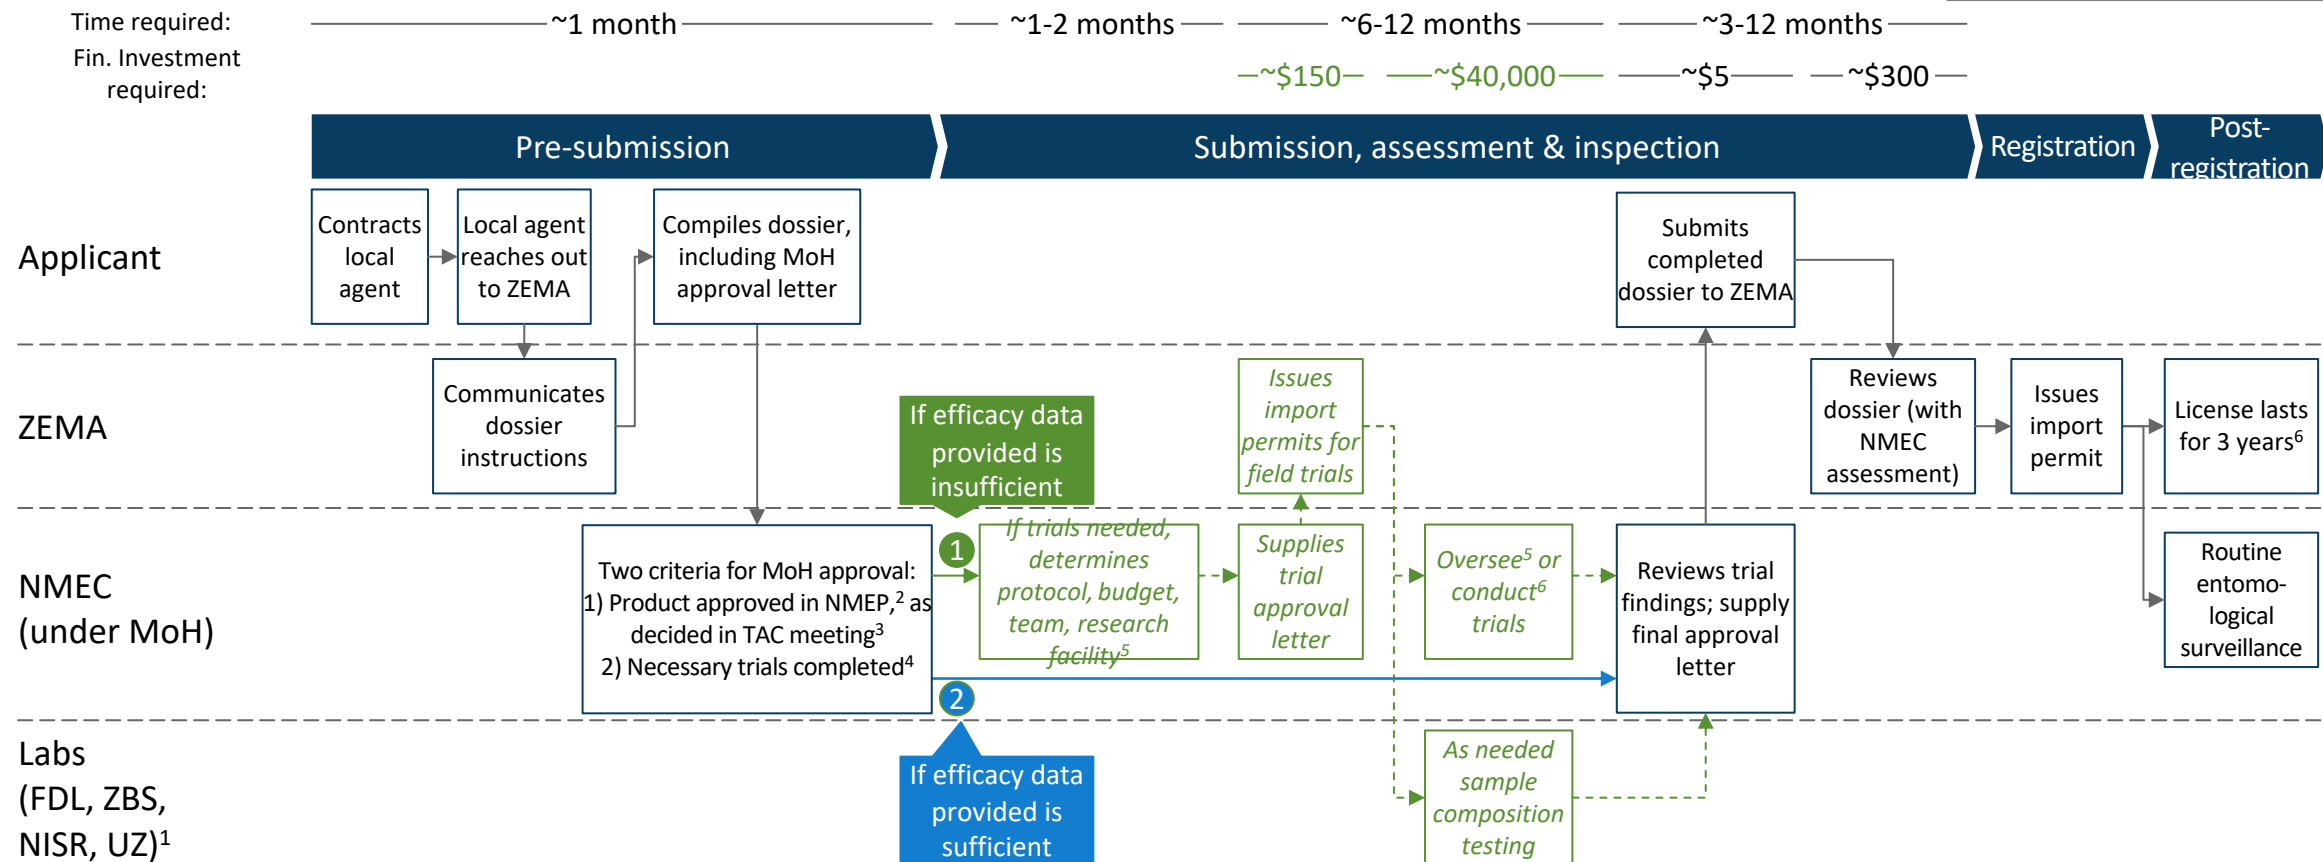 Time required:
~1 month
~1-2 months
~6-12 months
~3-12 months
Fin. Investment
required:
~$150
~$40,000
~$5
~$300
Pre-submission
Submission, assessment & inspection
Registration
Post-
registration
Applicant
Contracts
local
agent
Local agent
reaches out
to ZEMA
Compiles dossier,
including MoH
approval letter
Submits
completed
dossier to ZEMA
ZEMA
Communicates
dossier
instructions
If efficacy data
provided is
insufficient
Issues
import
permits for
field trials
Reviews
dossier (with
NMEC
assessment)
Issues
import
permit
License lasts
for 3 years⁶
NMEC
(under MoH)
Two criteria for MoH approval:
1) Product approved in NMEP,² as
decided in TAC meeting³
2) Necessary trials completed⁴
1
If trials needed,
determines
protocol, budget,
team, research
facility⁵
Supplies
trial
approval
letter
Oversee⁵ or
conduct⁶
trials
Reviews trial
findings; supply
final approval
letter
Routine
entomo-
logical
surveillance
2
Labs
(FDL, ZBS,
NISR, UZ)¹
If efficacy data
provided is
sufficient
As needed
sample
composition
testing